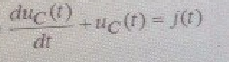 du_C(t)/dt + u_C(t) = j(t)